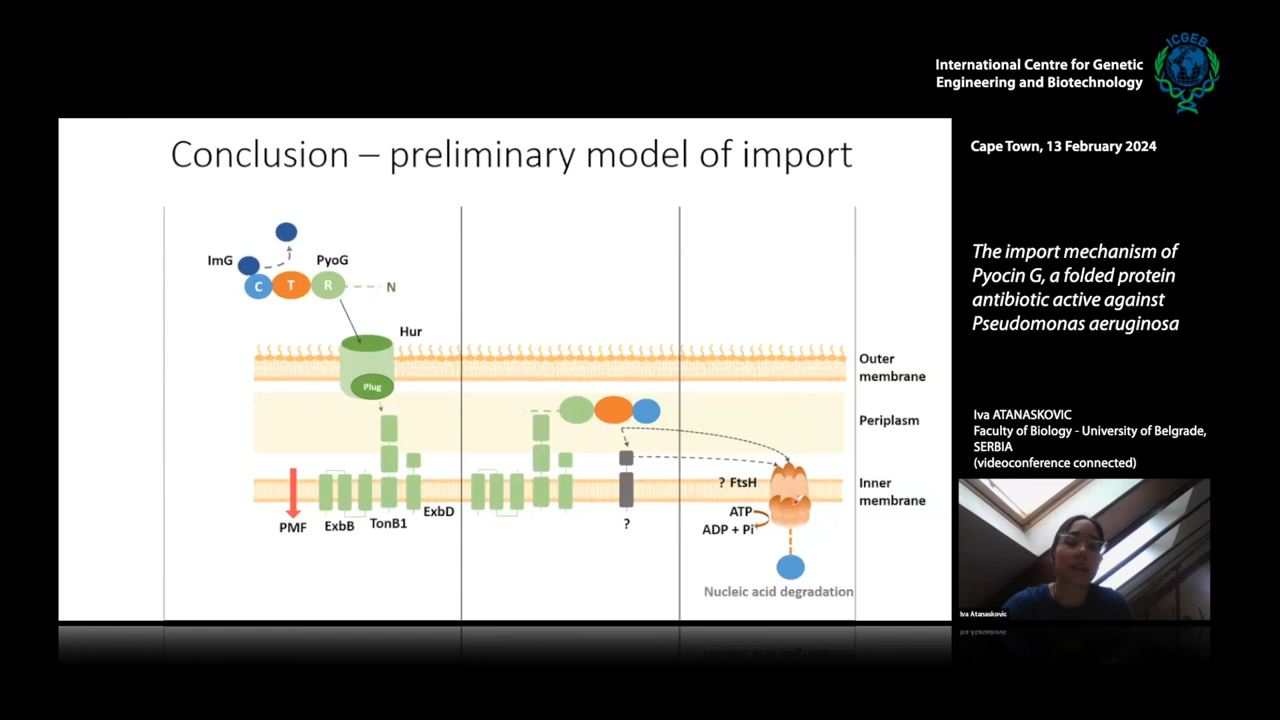 ICGEB
International Centre for Genetic
Engineering and Biotechnology
Cape Town, 13 February 2024
The import mechanism of
Pyocin G, a folded protein
antibiotic active against
Pseudomonas aeruginosa
Iva ATANASKOVIC
Faculty of Biology - University of Belgrade,
SERBIA
(videoconference connected)
Iva Atanaskovic
Conclusion – preliminary model of import
ImG
PyoG
C
T
R
N
Hur
Plug
Outer
membrane
Periplasm
Inner
membrane
PMF
ExbB
TonB1
ExbD
?
? FtsH
ATP
ADP + Pi
Nucleic acid degradation